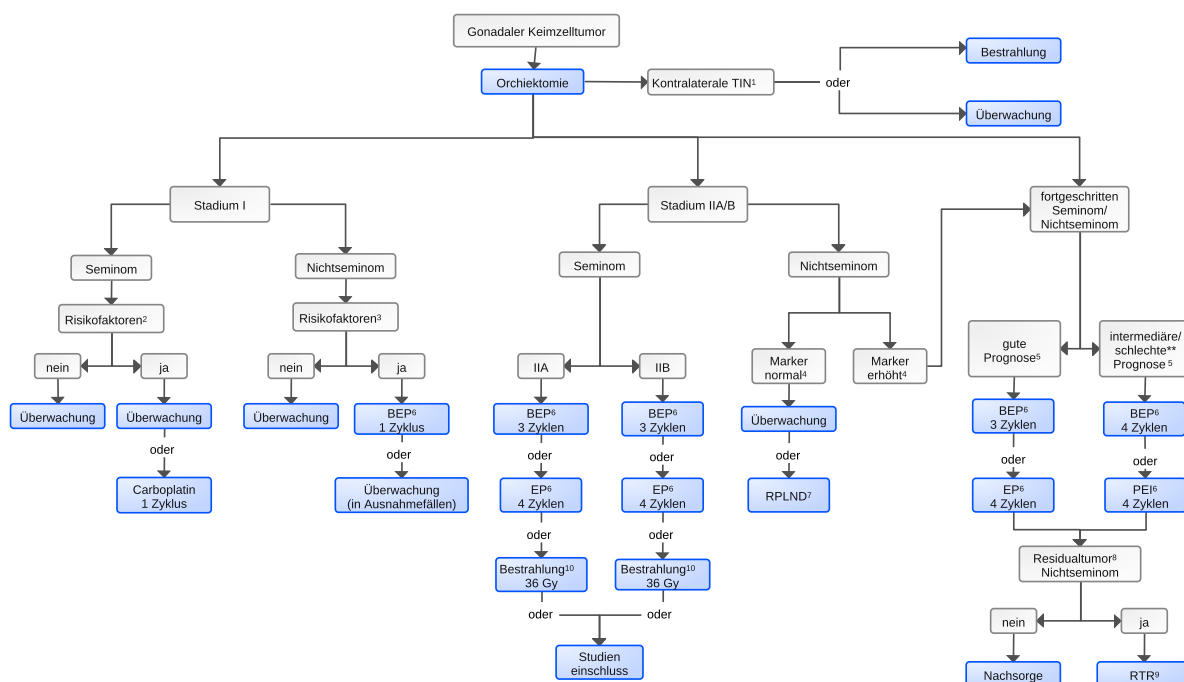 Gonadaler Keimzelltumor
Orchiektomie
Kontralaterale TIN¹
oder
Bestrahlung
Überwachung
Stadium I
Seminom
Risikofaktoren²
nein
ja
Überwachung
Überwachung
oder
Carboplatin
1 Zyklus
Nichtseminom
Risikofaktoren³
nein
ja
Überwachung
BEP⁶
1 Zyklus
oder
Überwachung
(in Ausnahmefällen)
Stadium IIA/B
Seminom
IIA
IIB
BEP⁶
3 Zyklen
oder
EP⁶
4 Zyklen
oder
Bestrahlung¹⁰
36 Gy
oder
BEP⁶
3 Zyklen
oder
EP⁶
4 Zyklen
oder
Bestrahlung¹⁰
36 Gy
oder
Studien
einschluss
Nichtseminom
Marker
normal⁴
Marker
erhöht⁴
Überwachung
oder
RPLND⁷
fortgeschritten
Seminom/
Nichtseminom
gute
Prognose⁵
intermediäre/
schlechte**
Prognose ⁵
BEP⁶
3 Zyklen
oder
EP⁶
4 Zyklen
BEP⁶
4 Zyklen
oder
PEI⁶
4 Zyklen
Residualtumor⁸
Nichtseminom
nein
ja
Nachsorge
RTR⁹